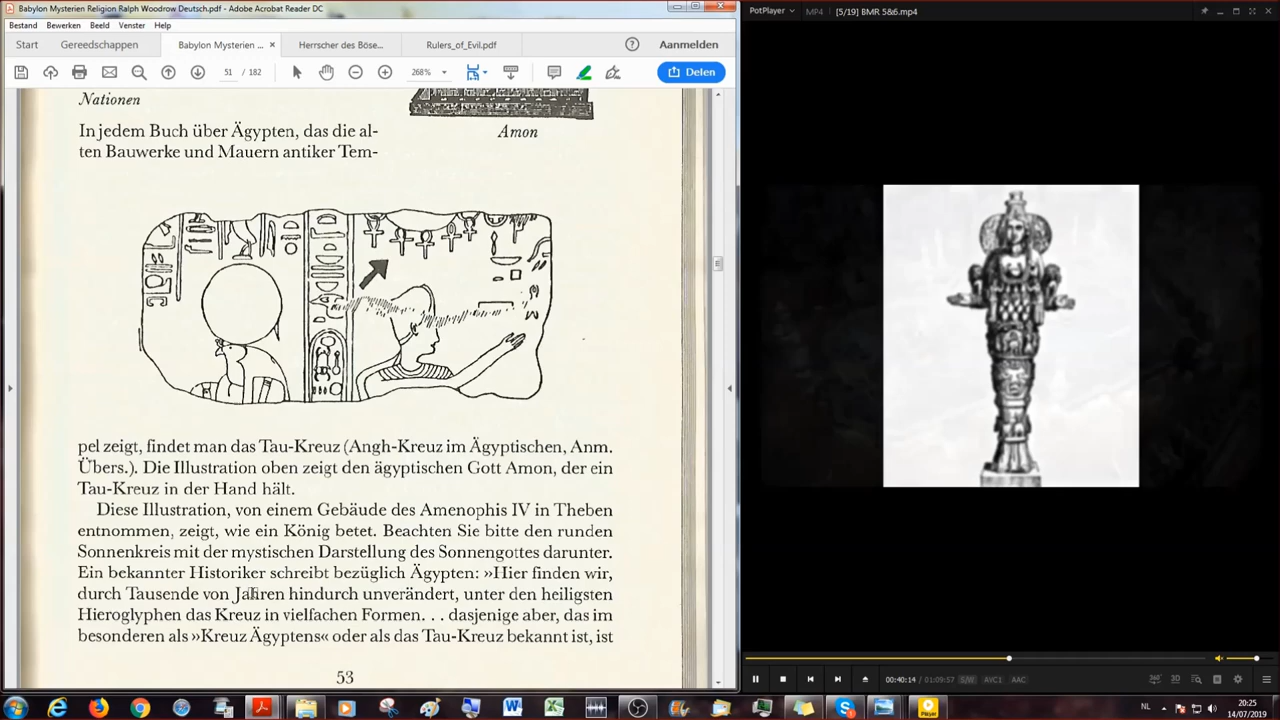 Babylon Mysterien Religion Ralph Woodrow Deutsch.pdf - Adobe Acrobat Reader DC
Bestand Bewerken Beeld Venster Help
Start Gereedschappen Babylon Mysterien ... × Herrscher des Böse... Rulers_of_Evil.pdf Aanmelden
51 / 182 268% Delen
Nationen
In jedem Buch über Ägypten, das die al-
ten Bauwerke und Mauern antiker Tem-
Amon
pel zeigt, findet man das Tau-Kreuz (Angh-Kreuz im Ägyptischen, Anm.
Übers.). Die Illustration oben zeigt den ägyptischen Gott Amon, der ein
Tau-Kreuz in der Hand hält.
Diese Illustration, von einem Gebäude des Amenophis IV in Theben
entnommen, zeigt, wie ein König betet. Beachten Sie bitte den runden
Sonnenkreis mit der mystischen Darstellung des Sonnengottes darunter.
Ein bekannter Historiker schreibt bezüglich Ägypten: »Hier finden wir,
durch Tausende von Jahren hindurch unverändert, unter den heiligsten
Hieroglyphen das Kreuz in vielfachen Formen. . . dasjenige aber, das im
besonderen als »Kreuz Ägyptens« oder als das Tau-Kreuz bekannt ist, ist
53
PotPlayer MP4 [5/19] BMR 5&6.mp4
00:40:14 / 01:09:57 S/W AVC1 AAC
360° 3D
Player
NL 20:25
14/07/2019